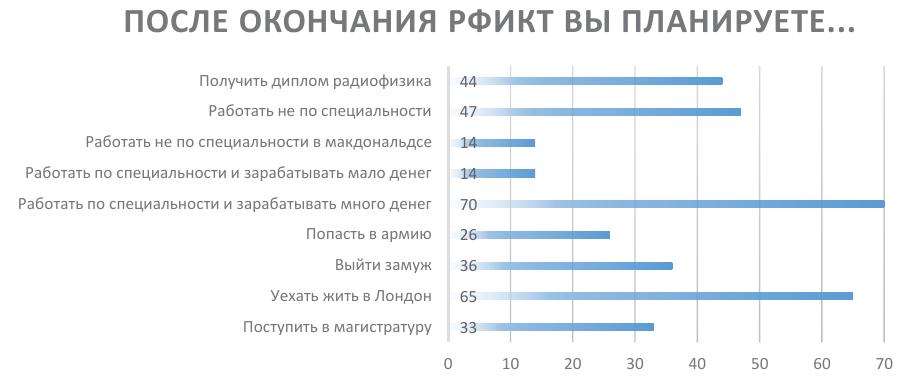 ПОСЛЕ ОКОНЧАНИЯ РФИКТ ВЫ ПЛАНИРУЕТЕ...
Получить диплом радиофизика 44
Работать не по специальности 47
Работать не по специальности в макдональдсе 14
Работать по специальности и зарабатывать мало денег 14
Работать по специальности и зарабатывать много денег 70
Попасть в армию 26
Выйти замуж 36
Уехать жить в Лондон 65
Поступить в магистратуру 33
0 10 20 30 40 50 60 70